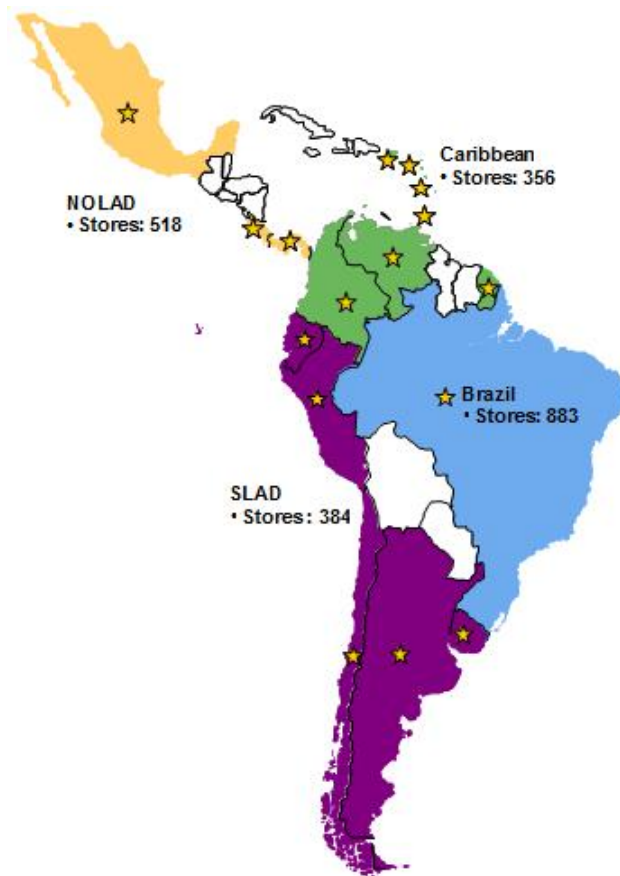 Caribbean
• Stores: 356
NOLAD
• Stores: 518
Brazil
• Stores: 883
SLAD
• Stores: 384